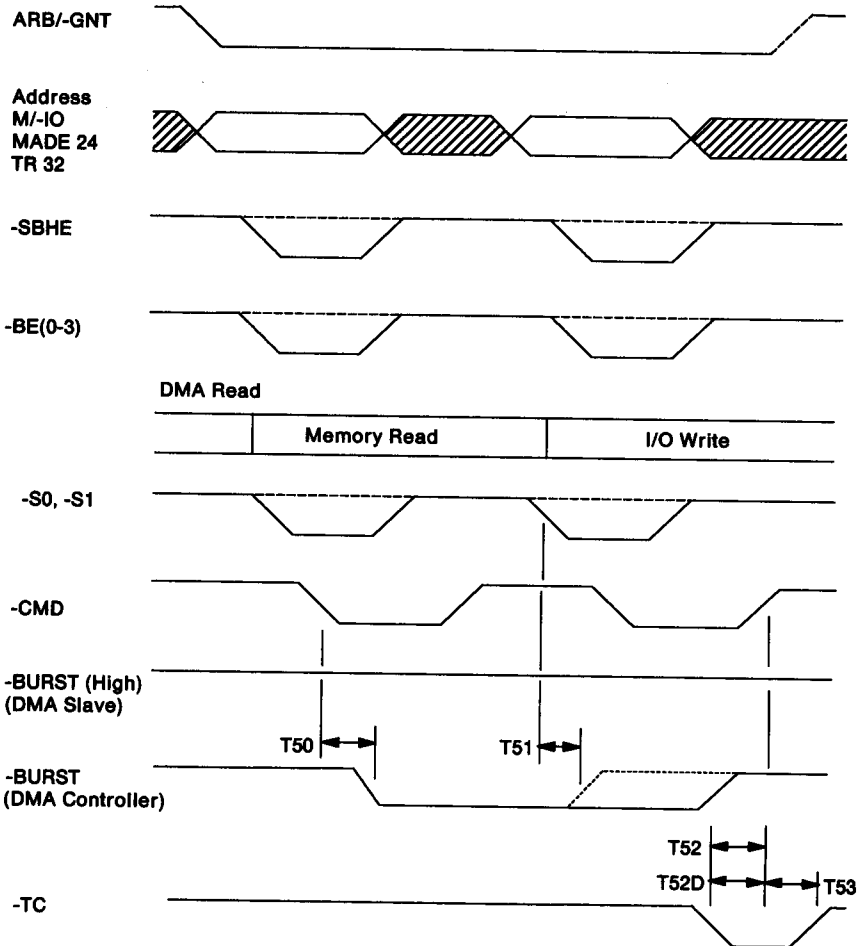 ARB/-GNT
Address
M/-IO
MADE 24
TR 32
-SBHE
-BE(0-3)
DMA Read
Memory Read
I/O Write
-S0, -S1
-CMD
-BURST (High)
(DMA Slave)
T50
T51
-BURST
(DMA Controller)
T52
T52D
T53
-TC